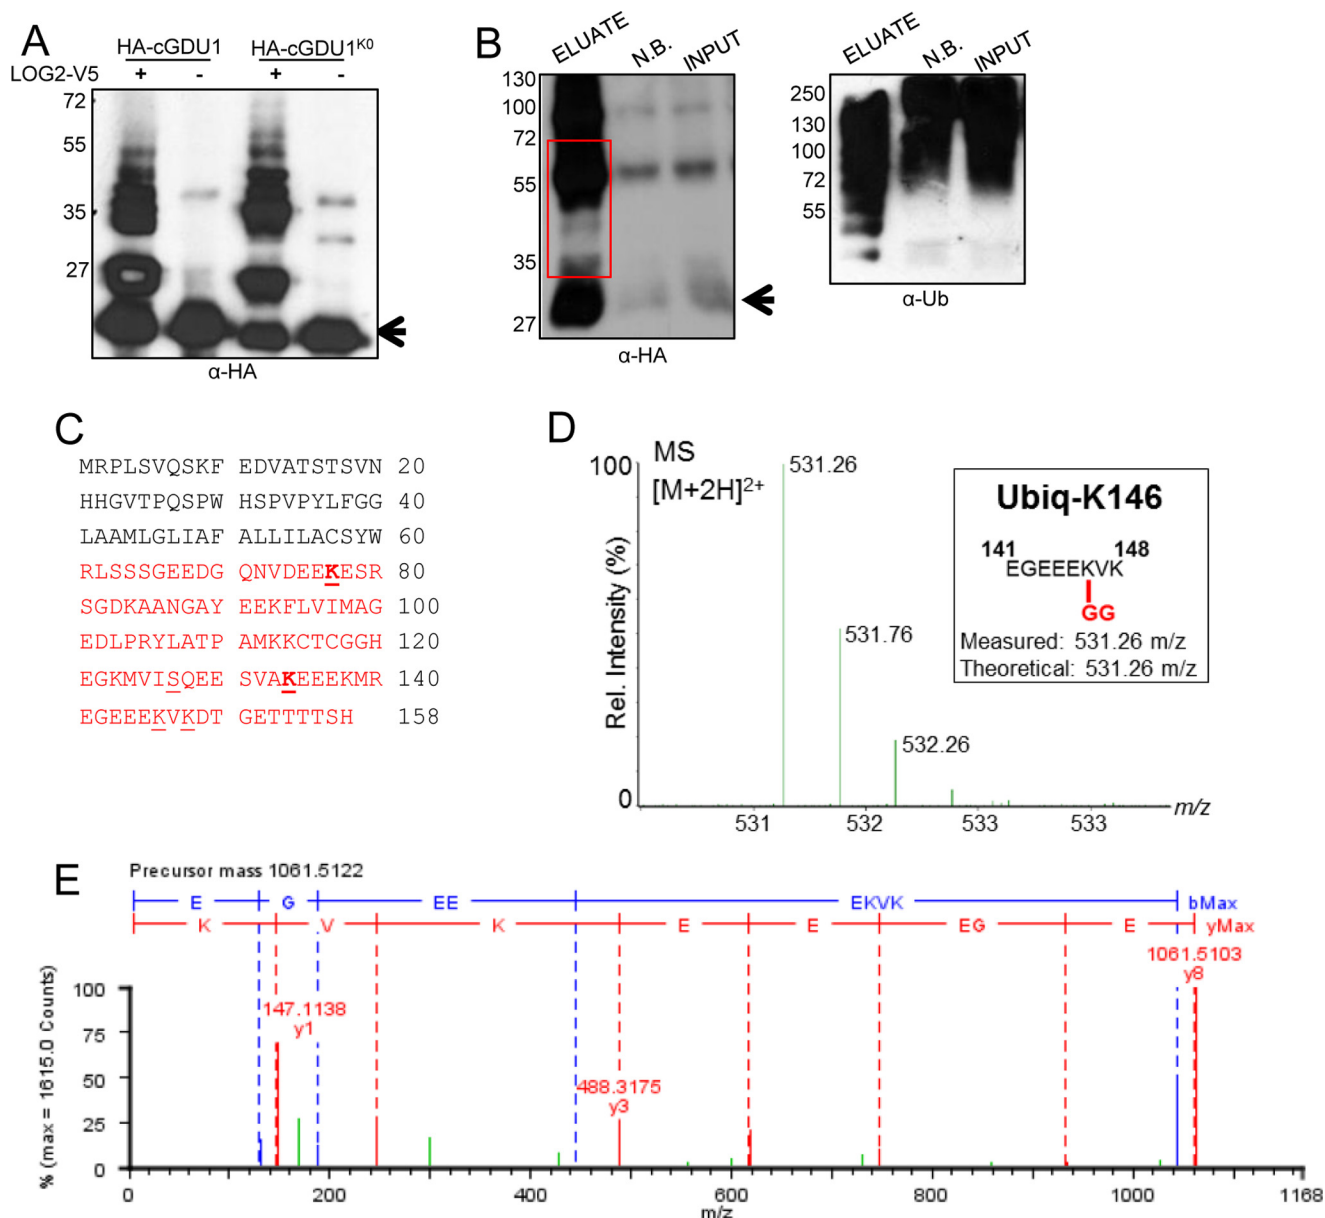 A
HA-cGDU1 HA-cGDU1K0
LOG2-V5 + - + -
72
55
35
27
α-HA
B
ELUATE N.B. INPUT
130
100
72
55
35
27
α-HA
ELUATE N.B. INPUT
250
130
100
72
55
α-Ub
C
MRPLSVQSKF EDVATSTSVN 20
HHGVTPQSPW HSPVPYLFGG 40
LAAMLGLIAF ALLILACSYW 60
RLSSSGEEDG QNVDEEKESR 80
SGDKAANGAY EEKFLVIMAG 100
EDLPRYLATP AMKKCTCGGH 120
EGKMVISQEE SVAKEEEKMR 140
EGEEEKVKDT GETTTTSH 158
D
MS
[M+2H]2+
Rel. Intensity (%)
100
0
531.26
531.76
532.26
531 532 533 533 m/z
Ubiq-K146
141 148
EGEEEKVK
GG
Measured: 531.26 m/z
Theoretical: 531.26 m/z
E
Precursor mass 1061.5122
E G EE EKVK bMax
K V K E E EG E yMax
1061.5103
y8
147.1138
y1
488.3175
y3
% (max = 1615.0 Counts)
100
75
50
25
0
0 200 400 600 800 1000 1168
m/z